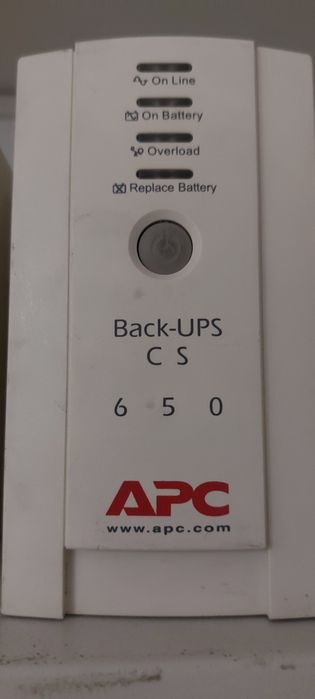 On Line
On Battery
Overload
Replace Battery
Back-UPS
C S
6 5 0
APC
www.apc.com